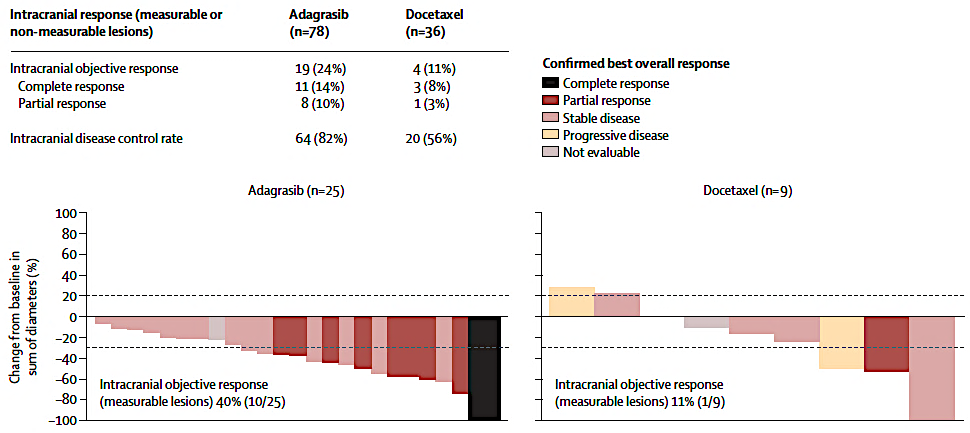 Intracranial response (measurable or non-measurable lesions) Adagrasib (n=78) Docetaxel (n=36)
Intracranial objective response 19 (24%) 4 (11%)
Complete response 11 (14%) 3 (8%)
Partial response 8 (10%) 1 (3%)
Intracranial disease control rate 64 (82%) 20 (56%)
Confirmed best overall response
Complete response
Partial response
Stable disease
Progressive disease
Not evaluable
Adagrasib (n=25)
Change from baseline in
sum of diameters (%)
100
80
60
40
20
0
−20
−40
−60
−80
−100
Intracranial objective response
(measurable lesions) 40% (10/25)
Docetaxel (n=9)
Intracranial objective response
(measurable lesions) 11% (1/9)